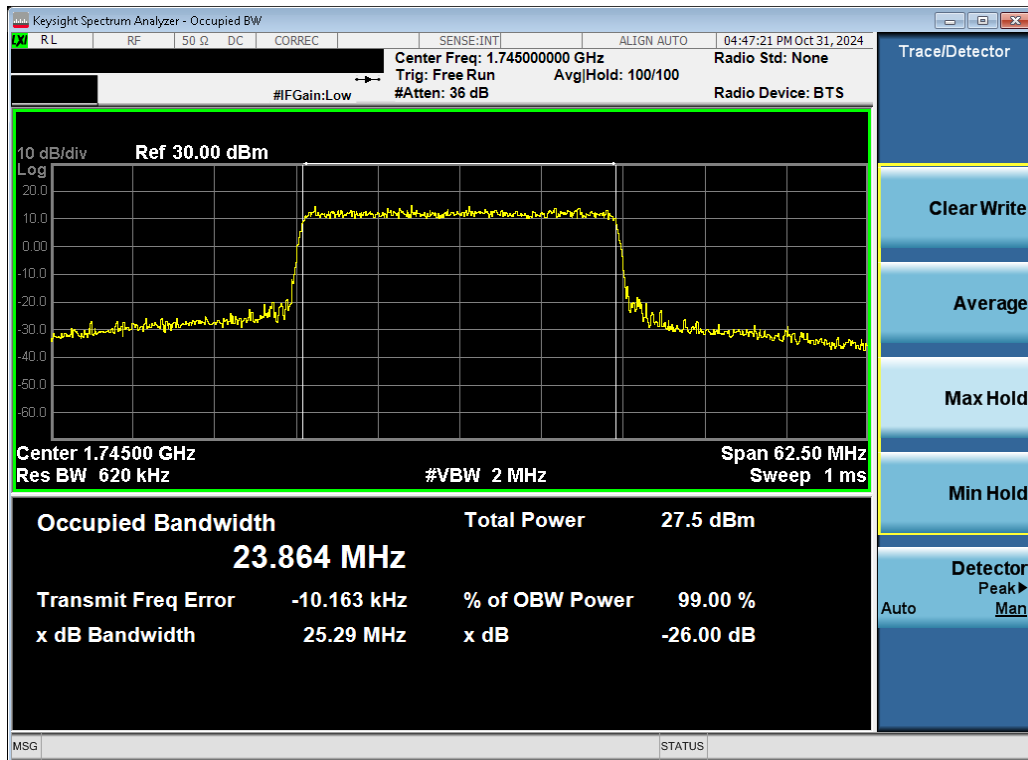 Keysight Spectrum Analyzer - Occupied BW
LXI RL RF 50 Ω DC CORREC SENSE:INT ALIGN AUTO 04:47:21 PM Oct 31, 2024
Center Freq: 1.745000000 GHz Radio Std: None
Trig: Free Run Avg|Hold: 100/100
#IFGain:Low #Atten: 36 dB Radio Device: BTS
10 dB/div Ref 30.00 dBm
Log
20.0
10.0
0.00
-10.0
-20.0
-30.0
-40.0
-50.0
-60.0
Center 1.74500 GHz Span 62.50 MHz
Res BW 620 kHz #VBW 2 MHz Sweep 1 ms
Occupied Bandwidth Total Power 27.5 dBm
23.864 MHz
Transmit Freq Error -10.163 kHz % of OBW Power 99.00 %
x dB Bandwidth 25.29 MHz x dB -26.00 dB
MSG STATUS
Trace/Detector
Clear Write
Average
Max Hold
Min Hold
Detector
Peak▶
Auto Man